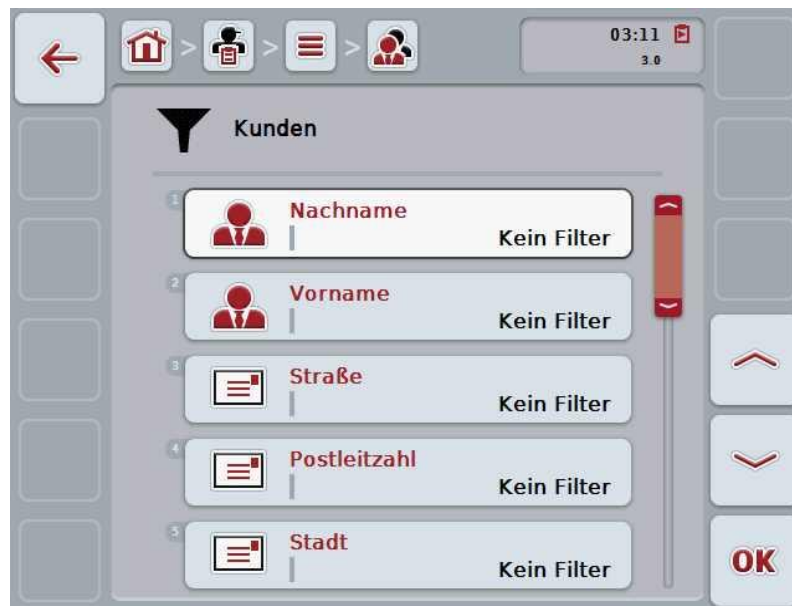 03:11
3.0
Kunden
1
Nachname
Kein Filter
2
Vorname
Kein Filter
3
Straße
Kein Filter
4
Postleitzahl
Kein Filter
5
Stadt
Kein Filter
OK